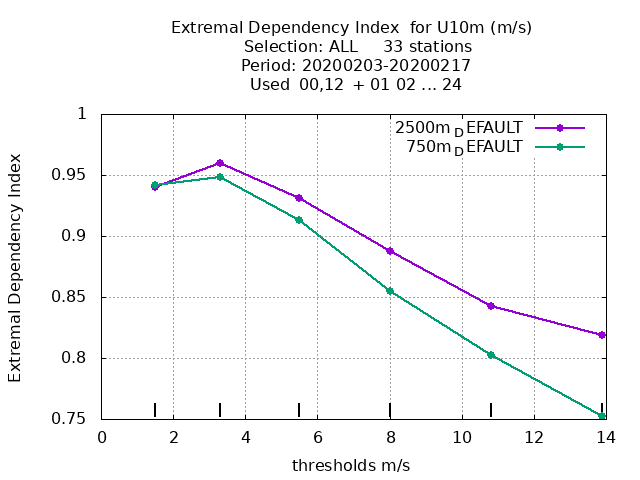 Extremal Dependency Index  for U10m (m/s)
Selection: ALL     33 stations
Period: 20200203-20200217
Used  00,12  + 01 02 ... 24
2500m_DEFAULT
750m_DEFAULT
Extremal Dependency Index
1
0.95
0.9
0.85
0.8
0.75
0 2 4 6 8 10 12 14
thresholds m/s